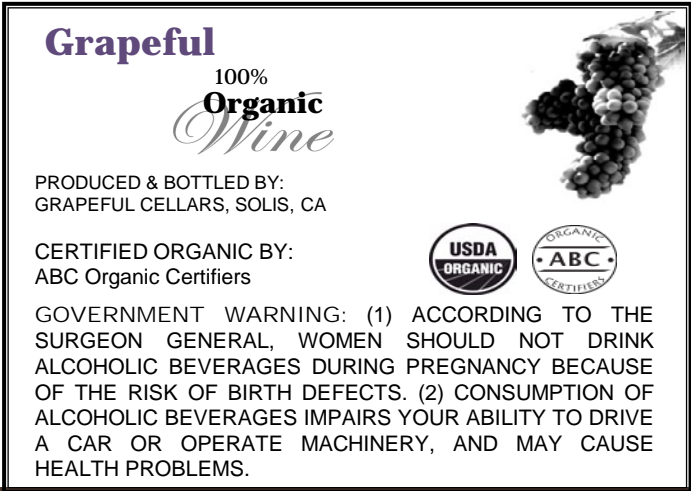 Grapeful
100%
Organic
Wine
PRODUCED & BOTTLED BY:
GRAPEFUL CELLARS, SOLIS, CA
CERTIFIED ORGANIC BY:
ABC Organic Certifiers
USDA
ORGANIC
ORGANIC
• ABC •
CERTIFIERS
GOVERNMENT WARNING: (1) ACCORDING TO THE
SURGEON GENERAL, WOMEN SHOULD NOT DRINK
ALCOHOLIC BEVERAGES DURING PREGNANCY BECAUSE
OF THE RISK OF BIRTH DEFECTS. (2) CONSUMPTION OF
ALCOHOLIC BEVERAGES IMPAIRS YOUR ABILITY TO DRIVE
A CAR OR OPERATE MACHINERY, AND MAY CAUSE
HEALTH PROBLEMS.